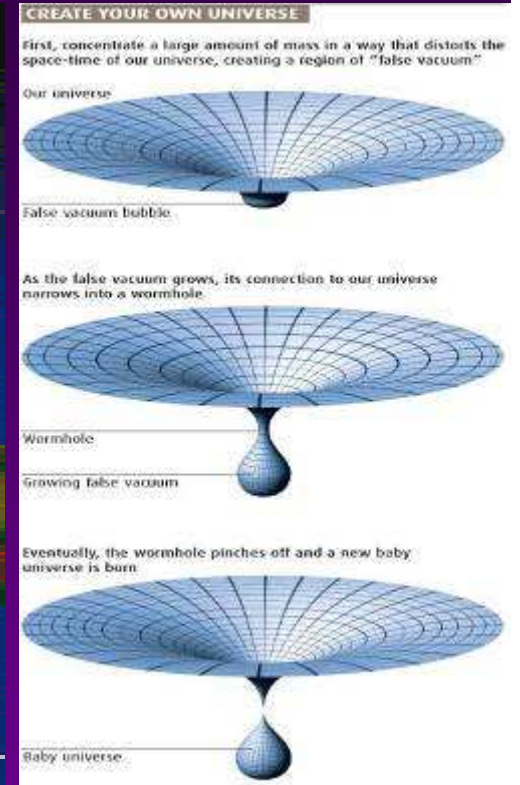 CREATE YOUR OWN UNIVERSE
First, concentrate a large amount of mass in a way that distorts the
space-time of our universe, creating a region of "false vacuum"
Our universe
False vacuum bubble
As the false vacuum grows, its connection to our universe
narrows into a wormhole
Wormhole
Growing false vacuum
Eventually, the wormhole pinches off and a new baby
universe is born
Baby universe